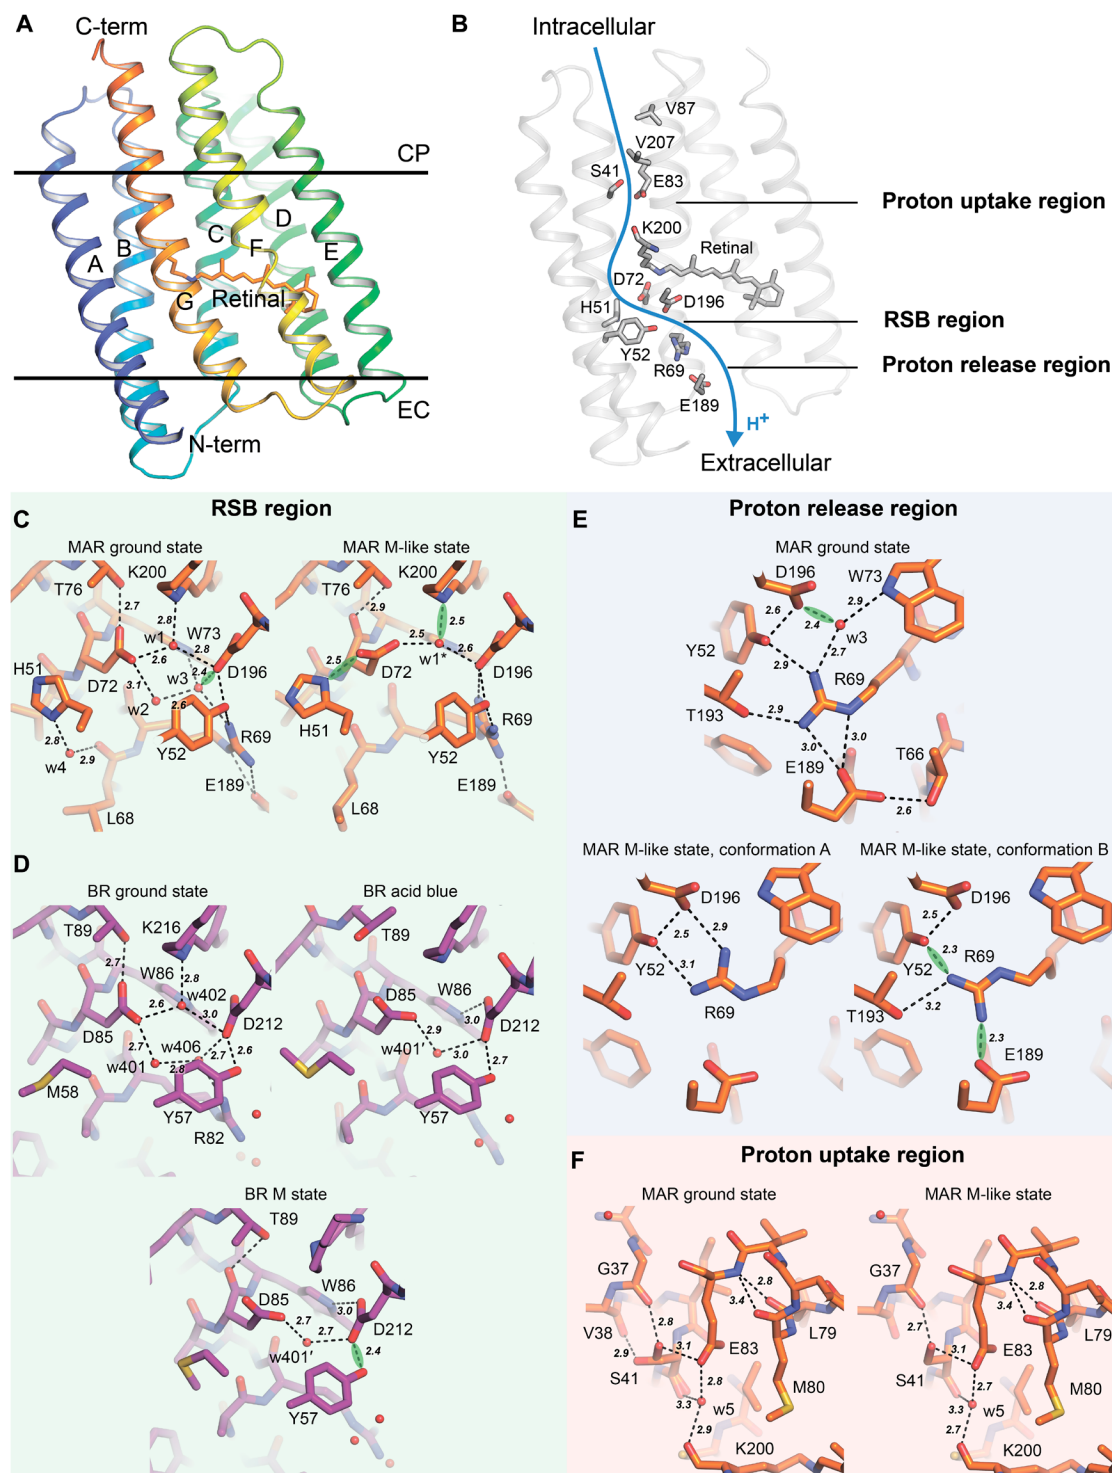 A
C-term
CP
A
B
C
D
F
E
G
Retinal
EC
N-term
B
Intracellular
V87
V207
S41
E83
Proton uptake region
K200
Retinal
D72
D196
H51
RSB region
Y52
R69
Proton release region
E189
H+
Extracellular
C
RSB region
MAR ground state
T76
K200
2.7
2.8
w1
W73
2.6
2.8
H51
D72
2.4
D196
3.1
w3
w2
2.6
2.8
R69
w4
2.9
Y52
E189
L68
MAR M-like state
T76
K200
2.9
2.5
2.5
2.6
D72
w1*
D196
H51
R69
Y52
E189
L68
D
BR ground state
T89
K216
2.7
2.8
W86
2.6
w402
3.0
D85
D212
2.7
w406
2.7
2.6
w401
2.8
M58
Y57
R82
BR acid blue
T89
D85
W86
3.0
2.9
D212
w401'
3.0
2.7
Y57
BR M state
T89
W86
D85
3.0
2.7
2.7
D212
w401'
2.4
Y57
E
Proton release region
MAR ground state
D196
W73
2.6
2.9
2.4
w3
Y52
2.7
2.9
R69
T193
2.9
3.0
3.0
E189
T66
2.6
MAR M-like state, conformation A
D196
2.9
2.5
Y52
3.1
R69
MAR M-like state, conformation B
D196
2.5
2.3
Y52
R69
T193
3.2
2.3
E189
F
Proton uptake region
MAR ground state
G37
2.8
3.4
2.8
V38
L79
3.1
E83
2.9
S41
2.8
M80
3.3
w5
2.9
K200
MAR M-like state
G37
2.8
3.4
2.7
L79
3.1
E83
S41
2.7
M80
3.3
w5
2.7
K200